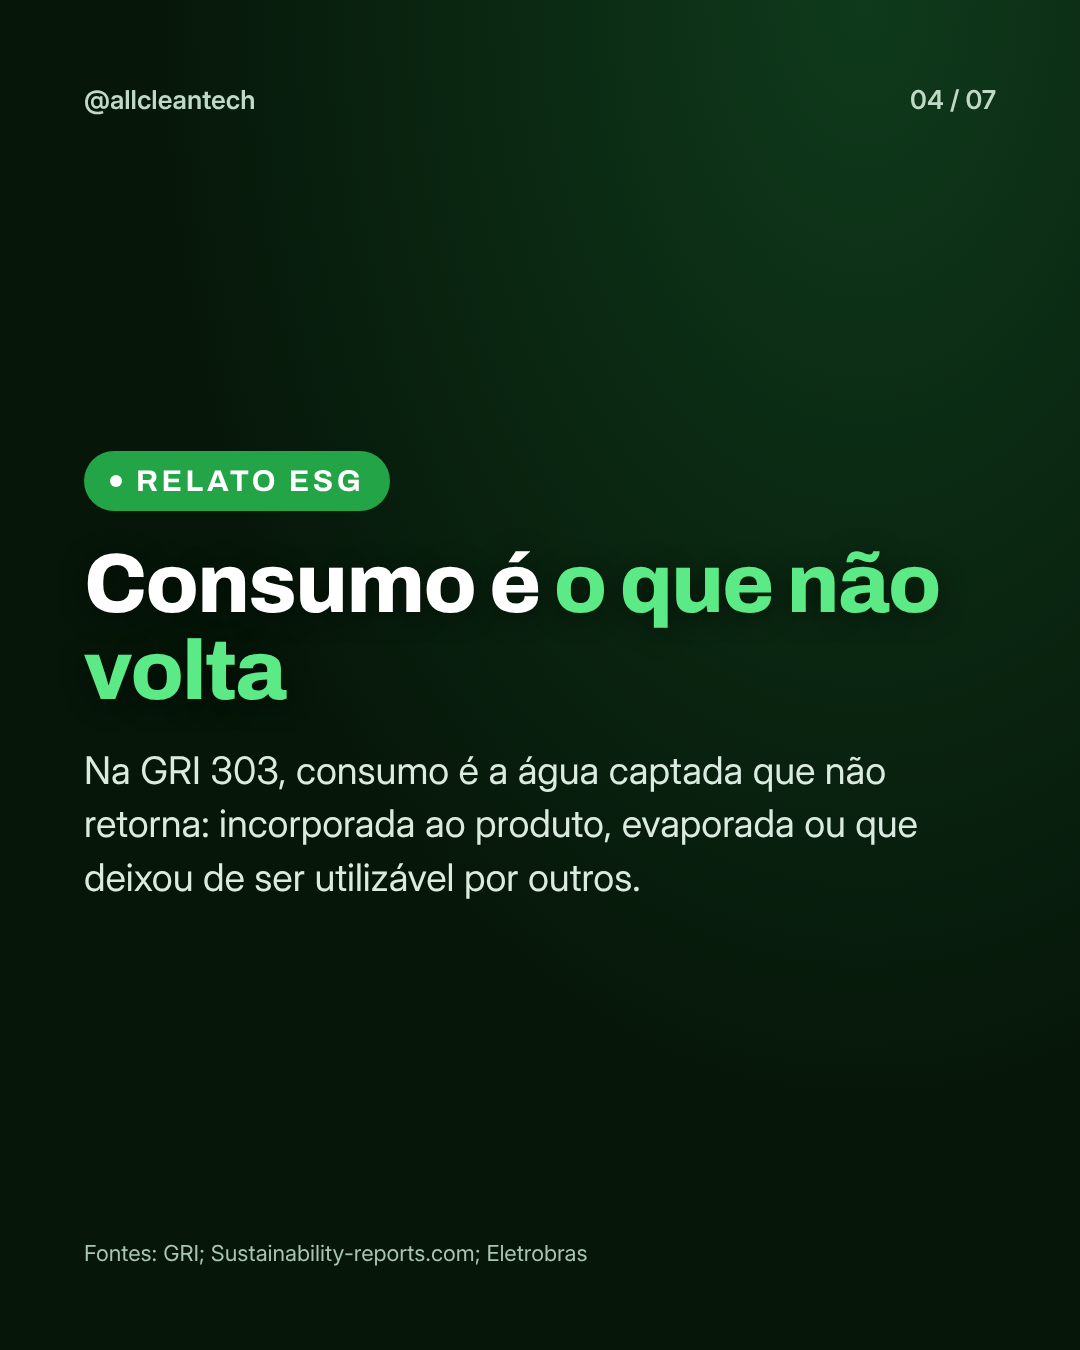 @allcleantech
04 / 07
• RELATO ESG
Consumo é o que não
volta
Na GRI 303, consumo é a água captada que não
retorna: incorporada ao produto, evaporada ou que
deixou de ser utilizável por outros.
Fontes: GRI; Sustainability-reports.com; Eletrobras